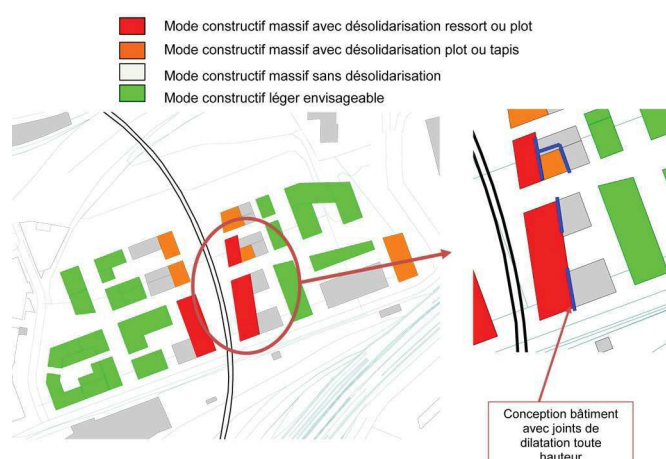 Mode constructif massif avec désolidarisation ressort ou plot
Mode constructif massif avec désolidarisation plot ou tapis
Mode constructif massif sans désolidarisation
Mode constructif léger envisageable
Conception bâtiment
avec joints de
dilatation toute
hauteur